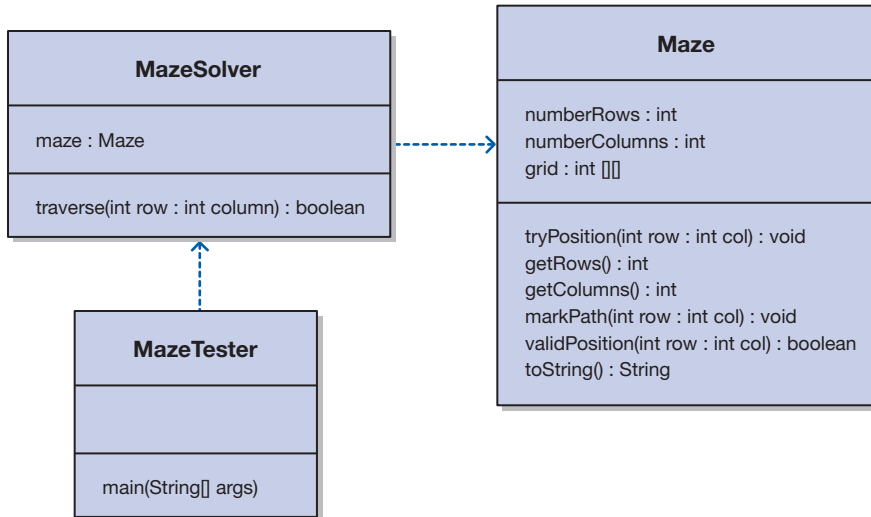 MazeSolver
maze : Maze
traverse(int row : int column) : boolean
MazeTester
main(String[] args)
Maze
numberRows : int
numberColumns : int
grid : int [][]
tryPosition(int row : int col) : void
getRows() : int
getColumns() : int
markPath(int row : int col) : void
validPosition(int row : int col) : boolean
toString() : String